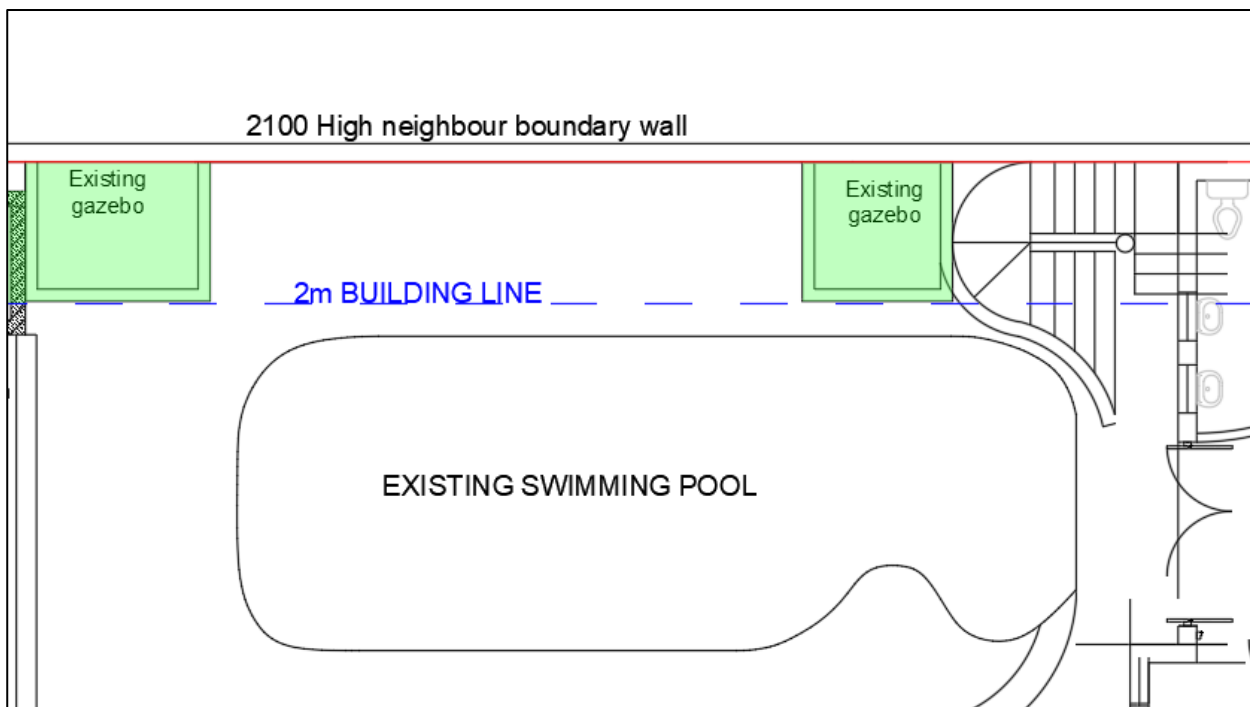 2100 High neighbour boundary wall
Existing
gazebo
Existing
gazebo
2m BUILDING LINE
EXISTING SWIMMING POOL